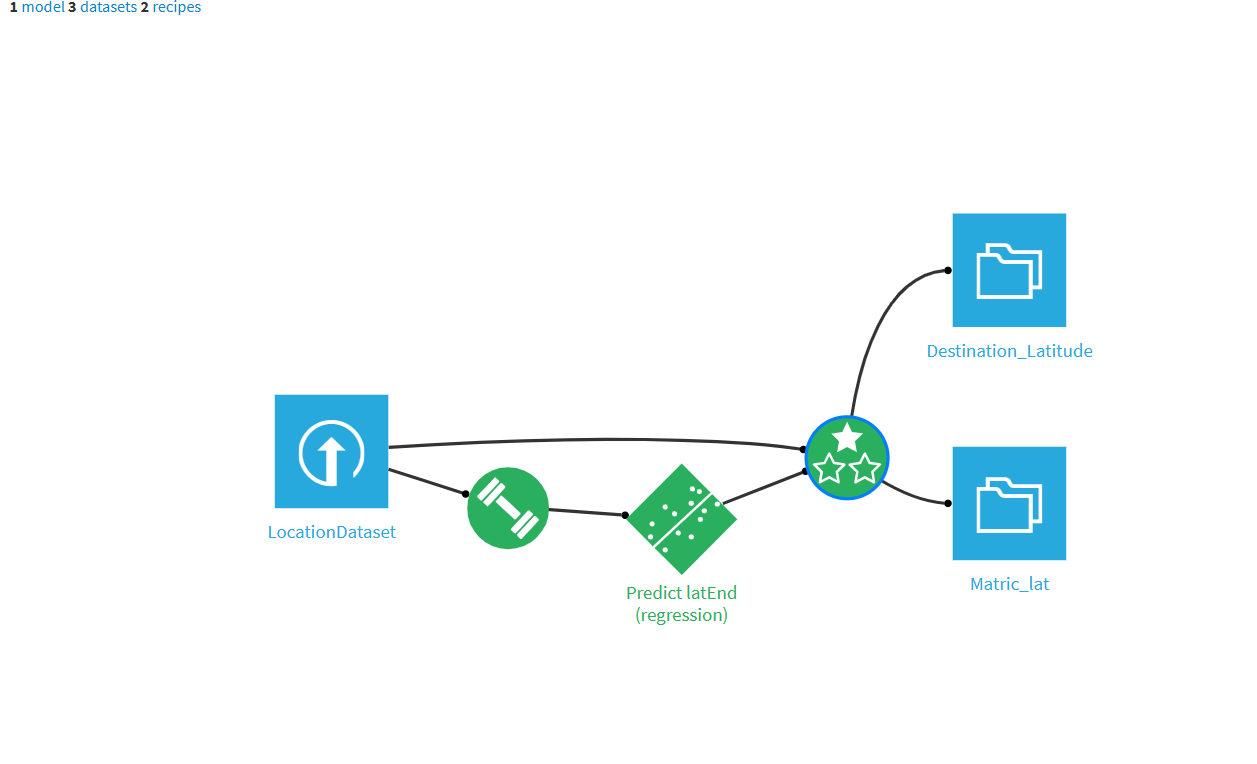 1 model 3 datasets 2 recipes
Destination_Latitude
LocationDataset
Matric_lat
Predict latEnd
(regression)